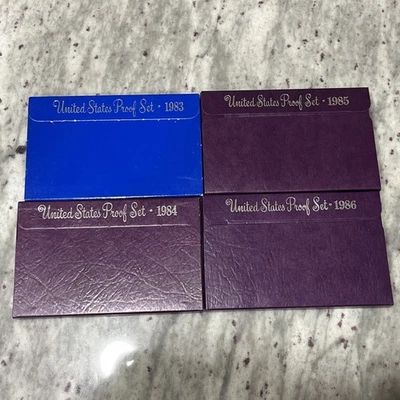 United States Proof Set · 1983
United States Proof Set · 1985
United States Proof Set · 1984
United States Proof Set · 1986